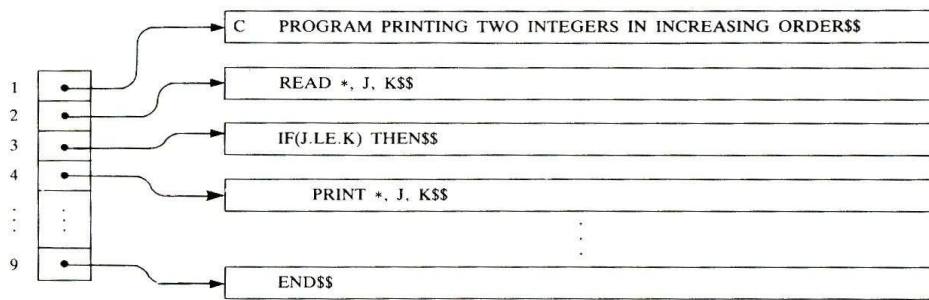 1 C PROGRAM PRINTING TWO INTEGERS IN INCREASING ORDER$$
2 READ *, J, K$$
3 IF(J.LE.K) THEN$$
4 PRINT *, J, K$$
9 END$$